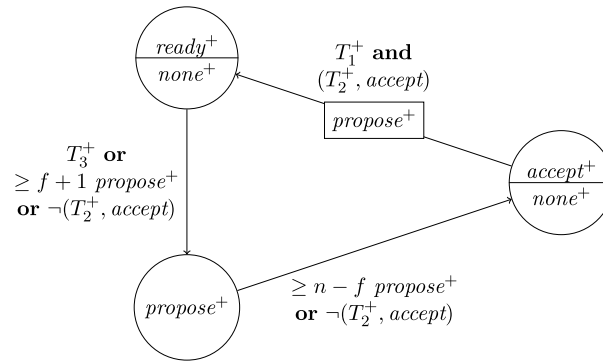 ready⁺
none⁺
T₁⁺ and
(T₂⁺, accept)
propose⁺
T₃⁺ or
≥ f + 1 propose⁺
or ¬(T₂⁺, accept)
accept⁺
none⁺
propose⁺
≥ n − f propose⁺
or ¬(T₂⁺, accept)